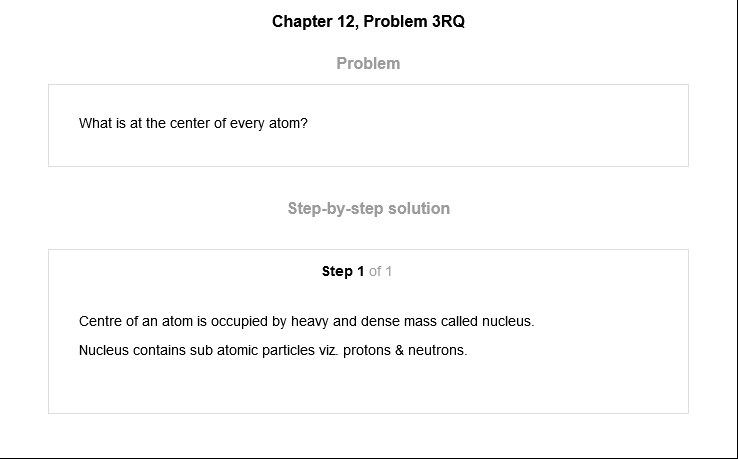 Chapter 12, Problem 3RQ
Problem
What is at the center of every atom?
Step-by-step solution
Step 1 of 1
Centre of an atom is occupied by heavy and dense mass called nucleus.
Nucleus contains sub atomic particles viz. protons & neutrons.